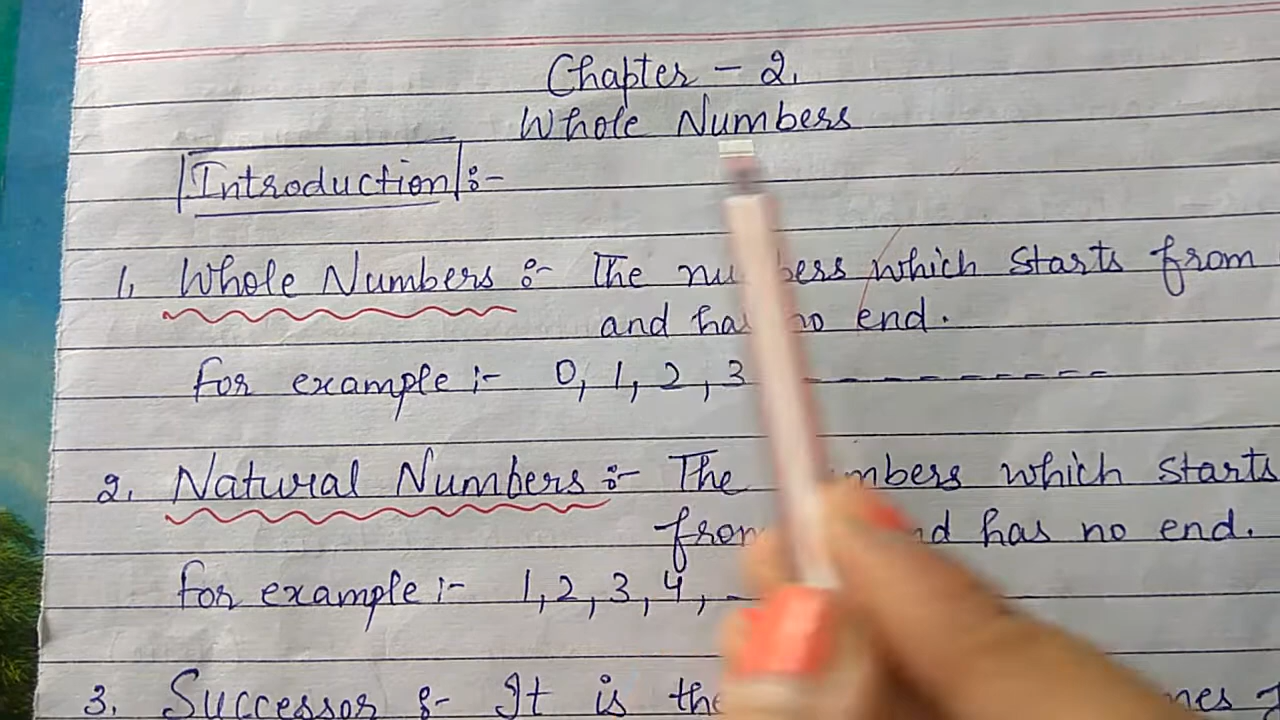 Chapter - 2.
Whole Numbers
Introduction :-
1. Whole Numbers :- The which starts from
and no end.
for example :- 0, 1, 2, 3 ----------
2. Natural Numbers :- The which starts
has no end.
for example :- 1, 2, 3, 4, -
3. Successor :- It is